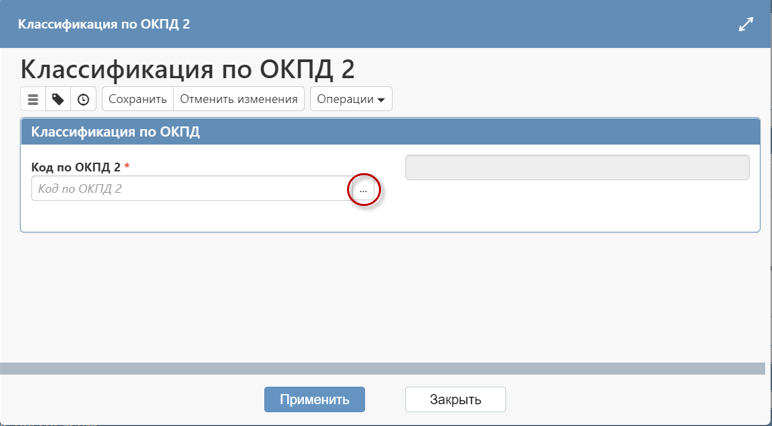 Классификация по ОКПД 2
Классификация по ОКПД 2
Сохранить Отменить изменения Операции
Классификация по ОКПД
Код по ОКПД 2 *
Код по ОКПД 2 ...
Применить Закрыть